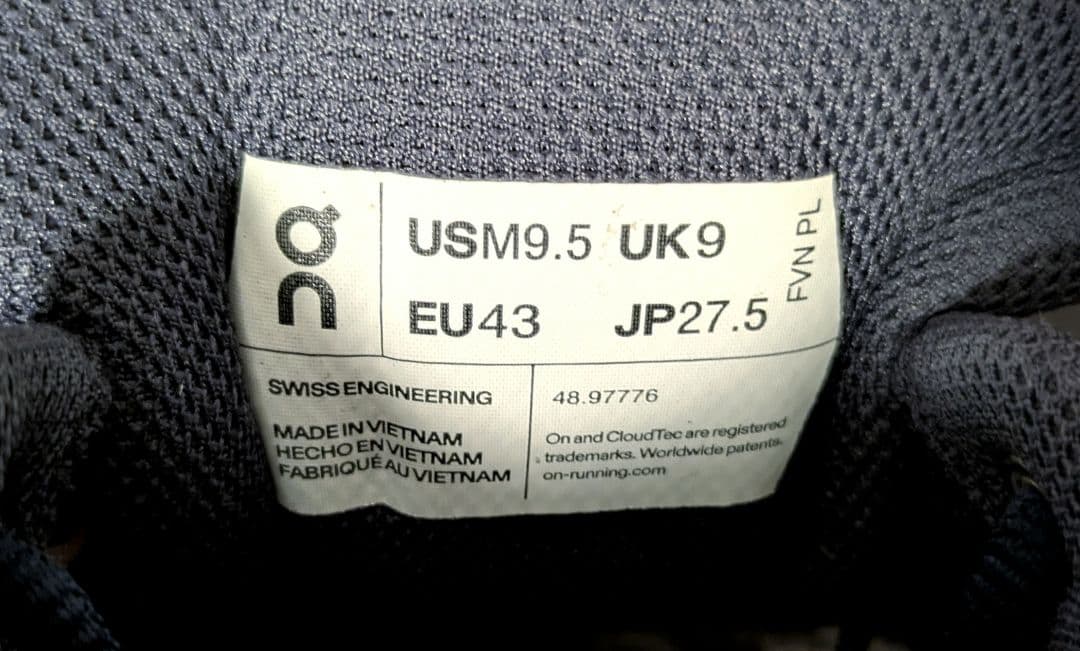 On
USM9.5 UK9
EU43 JP27.5
FVN PL
SWISS ENGINEERING
MADE IN VIETNAM
HECHO EN VIETNAM
FABRIQUÉ AU VIETNAM
48.97776
On and CloudTec are registered
trademarks. Worldwide patents.
on-running.com